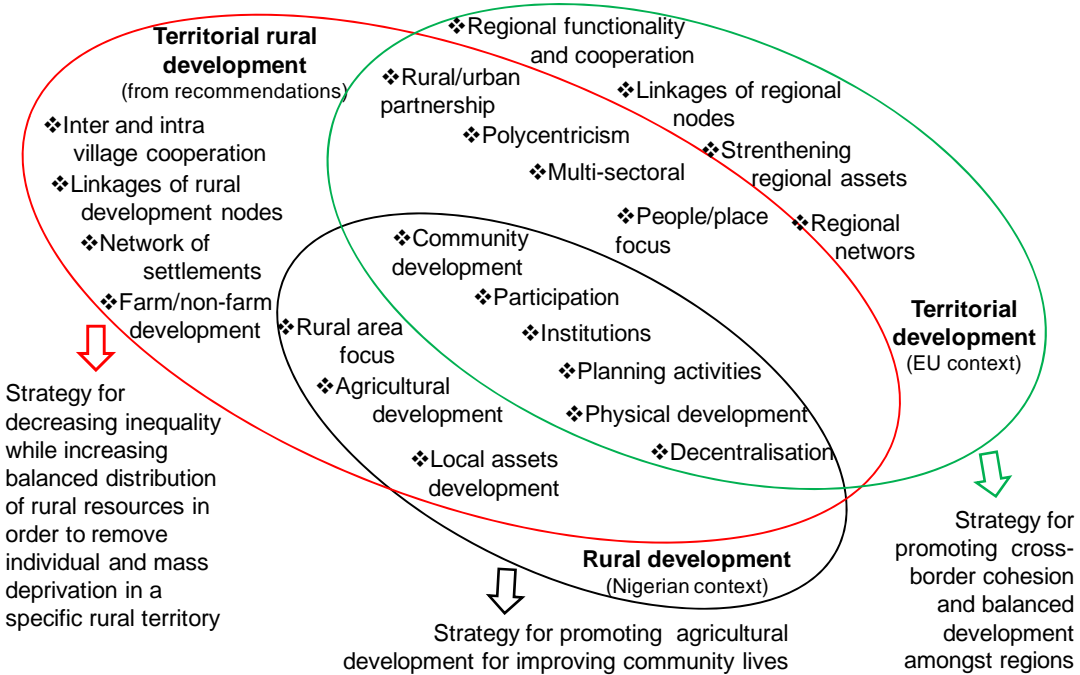 Territorial rural
development
(from recommendations)
❖Inter and intra
village cooperation
❖Linkages of rural
development nodes
❖Network of
settlements
❖Farm/non-farm
development
❖Regional functionality
and cooperation
❖Rural/urban
partnership
❖Linkages of regional
nodes
❖Polycentricism
❖Strenthening
regional assets
❖Multi-sectoral
❖People/place
focus
❖Regional
networs
❖Community
development
❖Participation
❖Institutions
❖Rural area
focus
❖Planning activities
❖Agricultural
development
❖Physical development
❖Decentralisation
❖Local assets
development
Territorial
development
(EU context)
Rural development
(Nigerian context)
Strategy for
decreasing inequality
while increasing
balanced distribution
of rural resources in
order to remove
individual and mass
deprivation in a
specific rural territory
Strategy for promoting agricultural
development for improving community lives
Strategy for
promoting cross-
border cohesion
and balanced
development
amongst regions